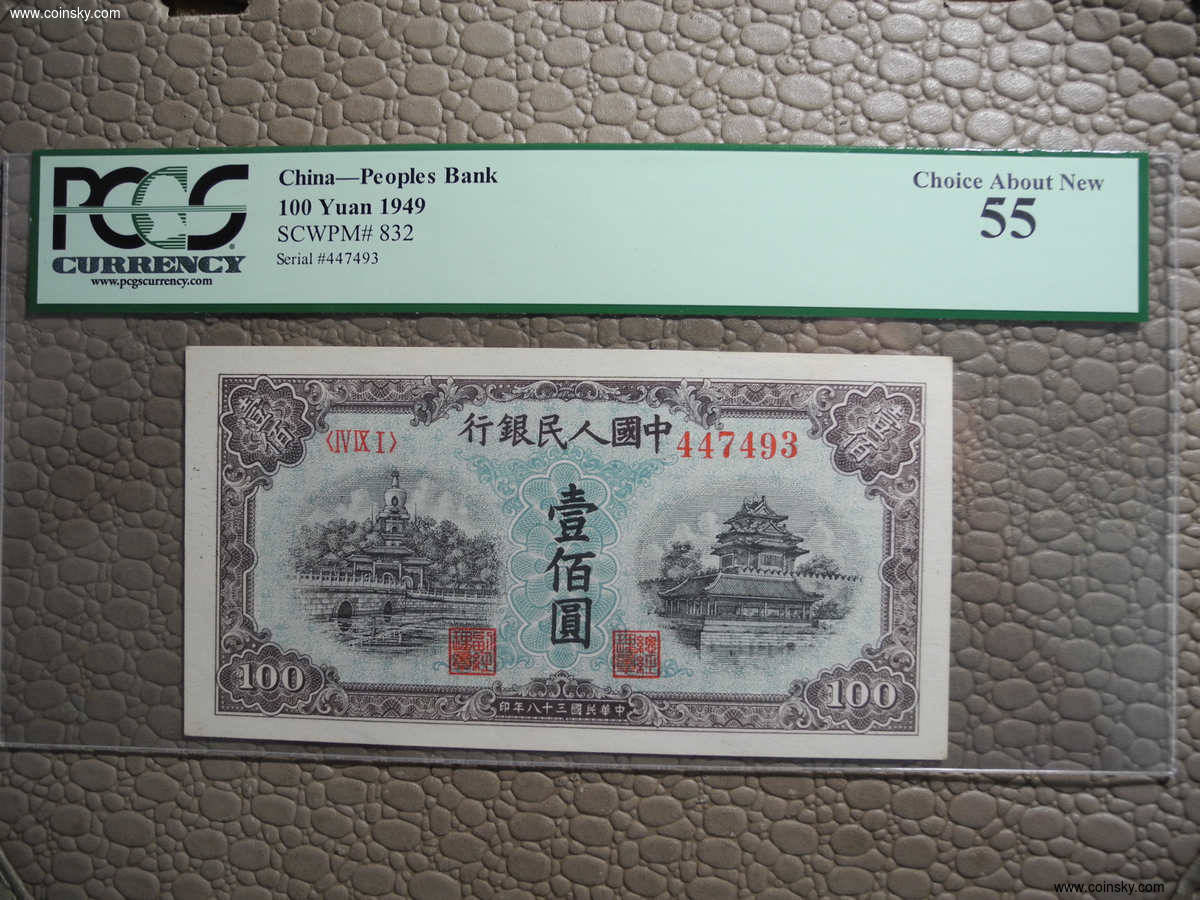 www.coinsky.com
PCGS
CURRENCY
www.pcgscurrency.com
China—Peoples Bank
100 Yuan 1949
SCWPM# 832
Serial #447493
Choice About New
55
中國人民銀行
壹佰
壹佰
〈IV IX I〉
447493
壹佰圓
100
100
中華民國三十八年印
www.coinsky.com